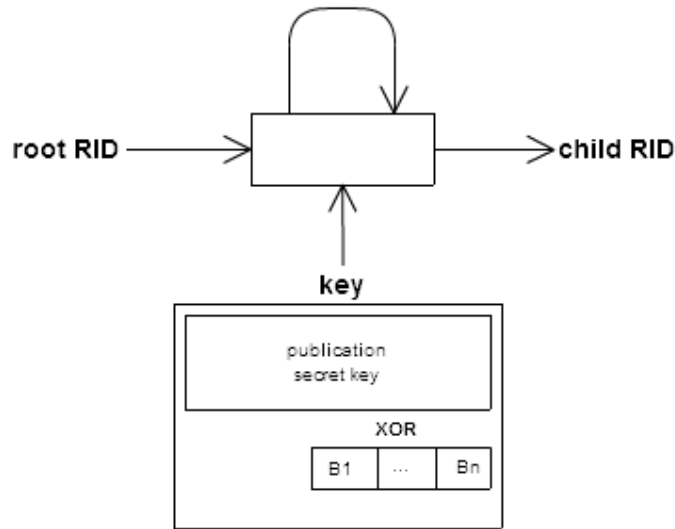 root RID
child RID
key
publication
secret key
XOR
B1 ... Bn